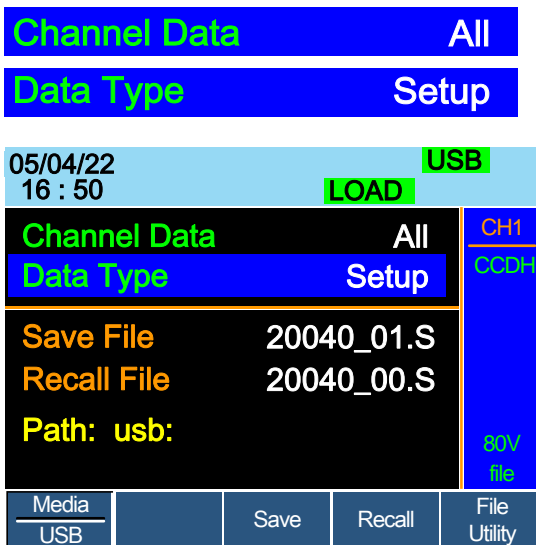 Channel Data All
Data Type Setup
05/04/22 USB
16 : 50 LOAD
Channel Data All CH1
Data Type Setup CCDH
Save File 20040_01.S
Recall File 20040_00.S
Path: usb: 80V
file
Media Save Recall File
USB Utility